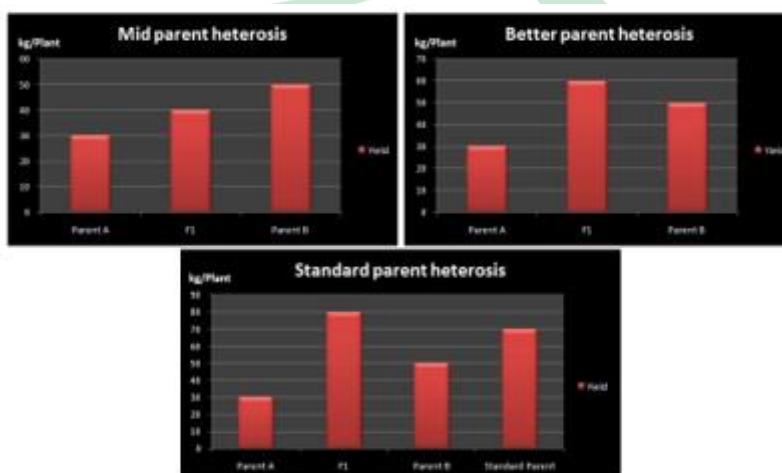 Mid parent heterosis
kg/Plant
60
50
40
30
20
10
0
Parent A
F1
Parent B
Yield
Better parent heterosis
kg/Plant
70
60
50
40
30
20
10
0
Parent A
F1
Parent B
Yield
Standard parent heterosis
kg/Plant
90
80
70
60
50
40
30
20
10
0
Parent A
F1
Parent B
Standard Parent
Yield